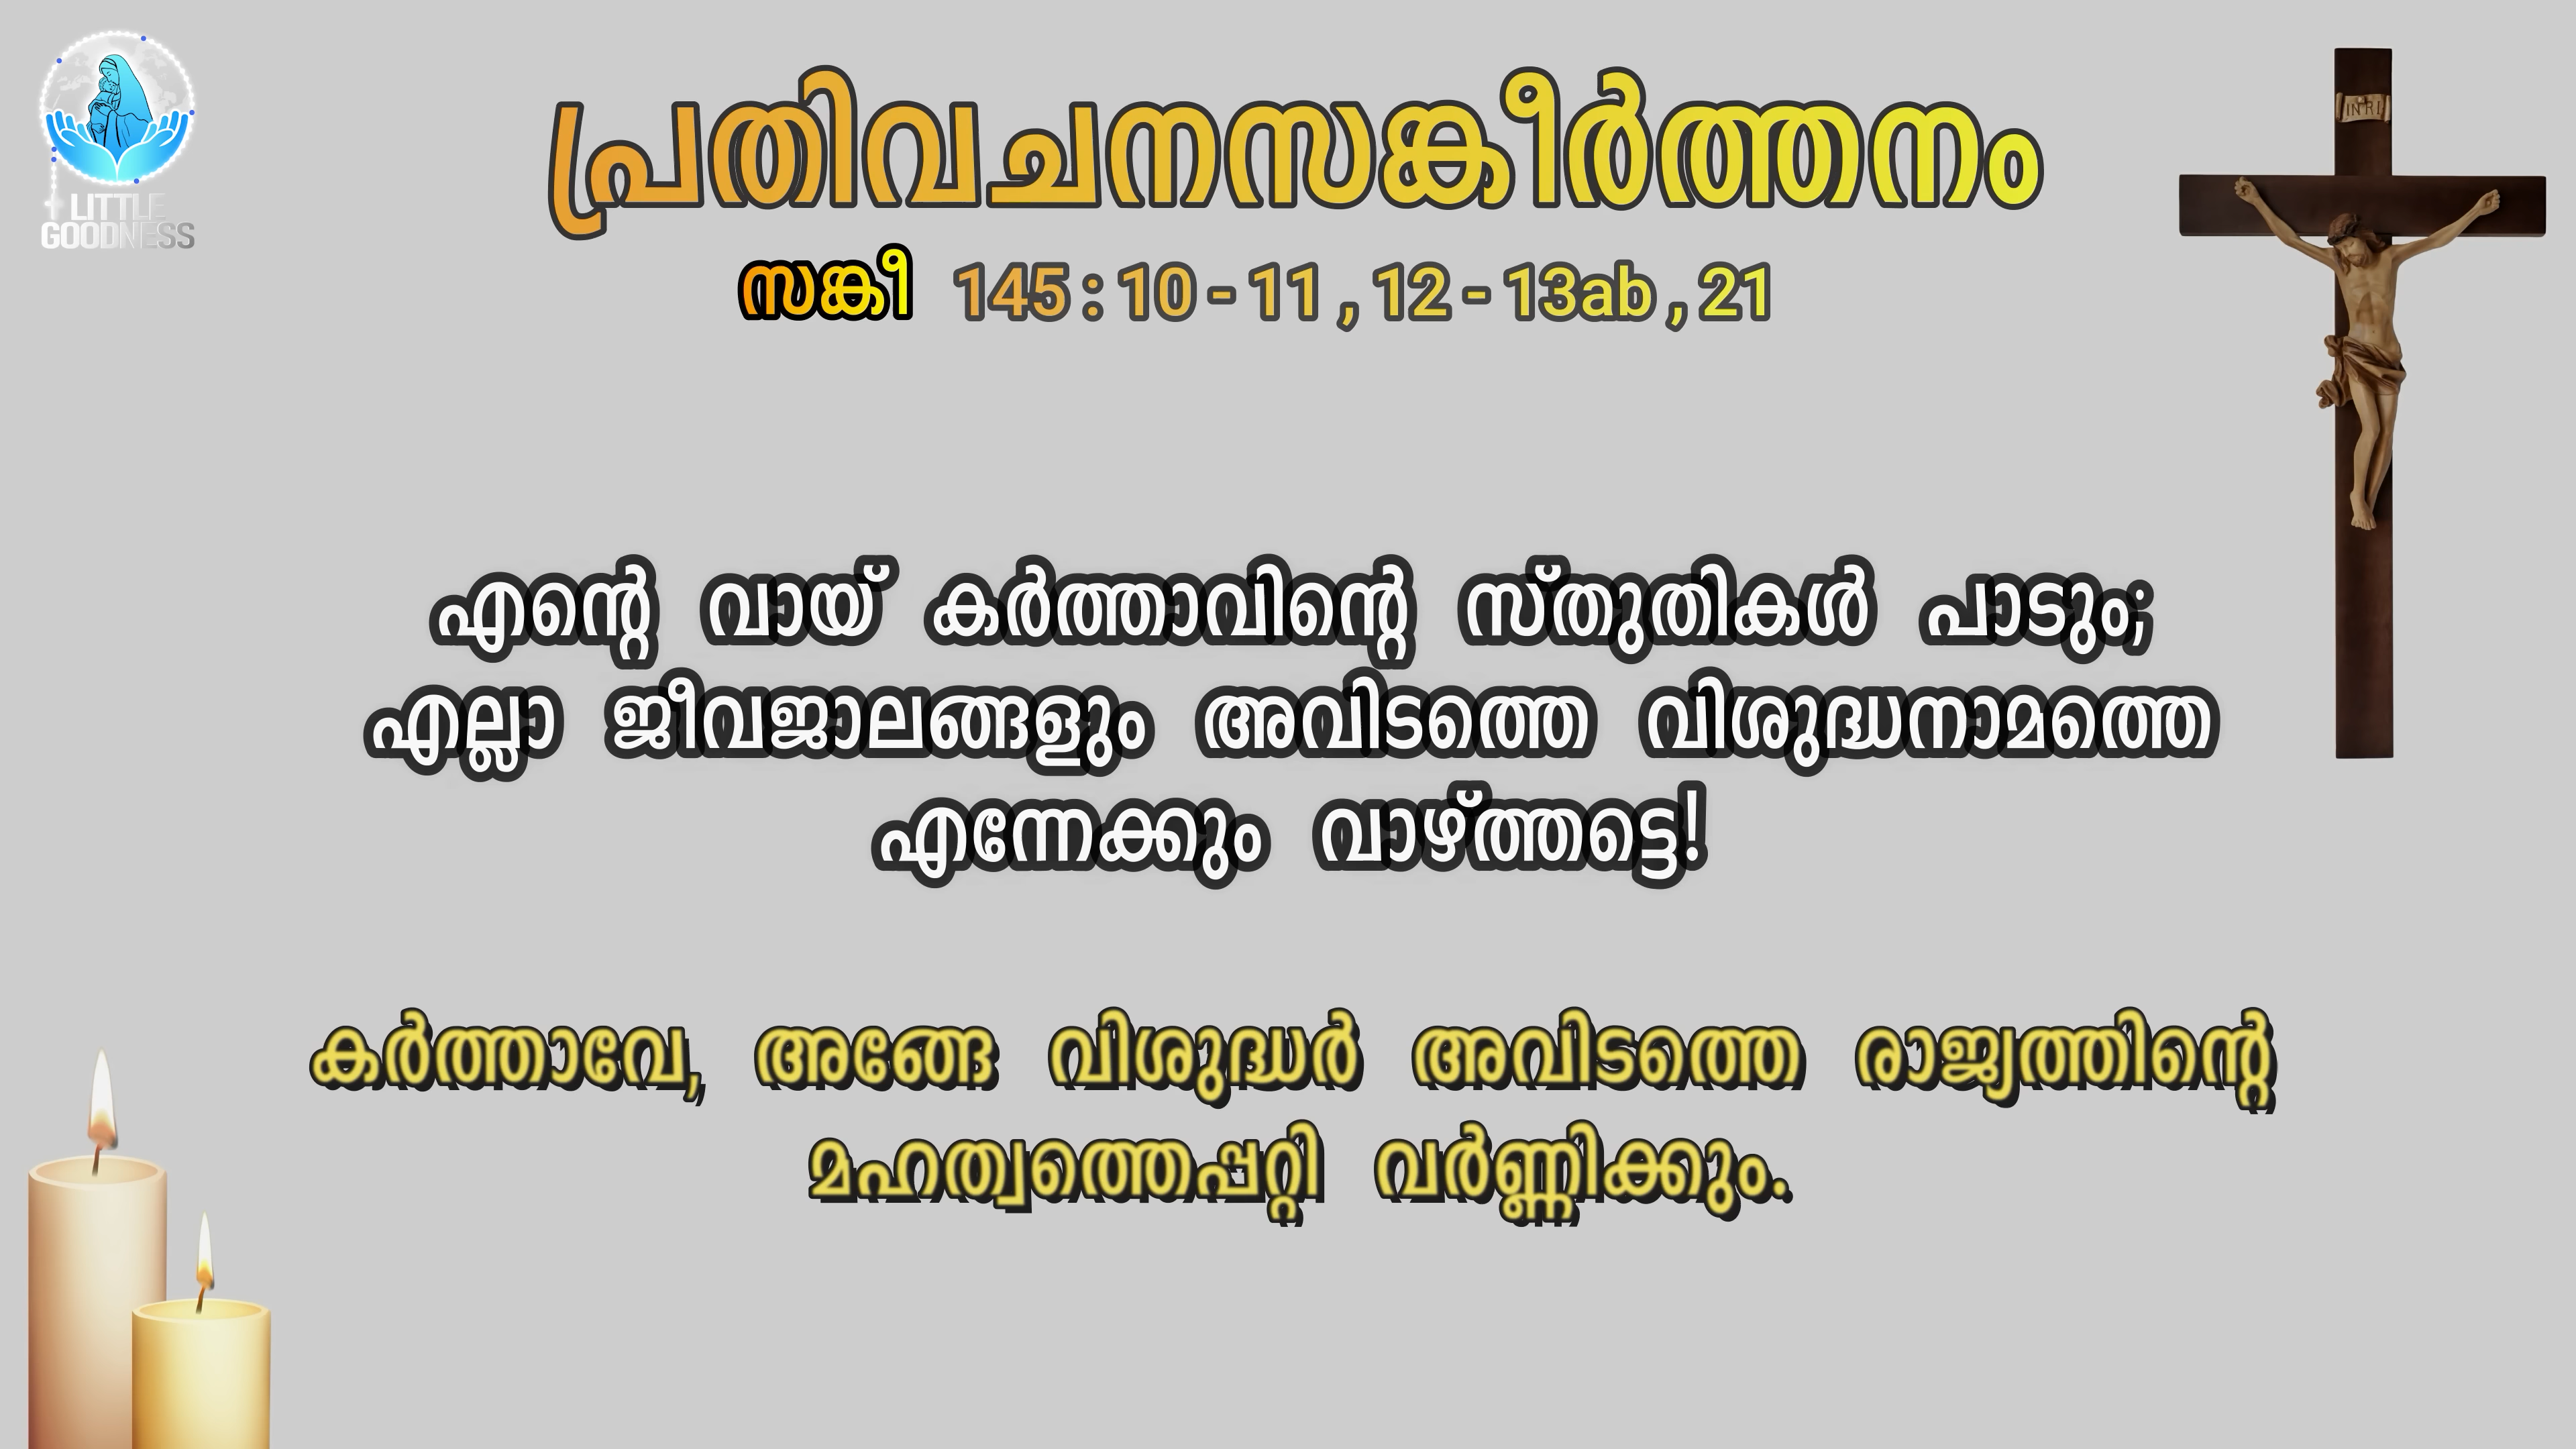 LITTLE
GOODNESS
പ്രതിവചനസങ്കീർത്തനം
INRI
സങ്കീ 145 : 10 - 11 , 12 - 13ab , 21
എന്റെ വായ് കർത്താവിന്റെ സ്തുതികൾ പാടും;
എല്ലാ ജീവജാലങ്ങളും അവിടത്തെ വിശുദ്ധനാമത്തെ
എന്നേക്കും വാഴ്ത്തട്ടെ!
കർത്താവേ, അങ്ങേ വിശുദ്ധർ അവിടത്തെ രാജ്യത്തിന്റെ
മഹത്വത്തെപ്പറ്റി വർണ്ണിക്കും.